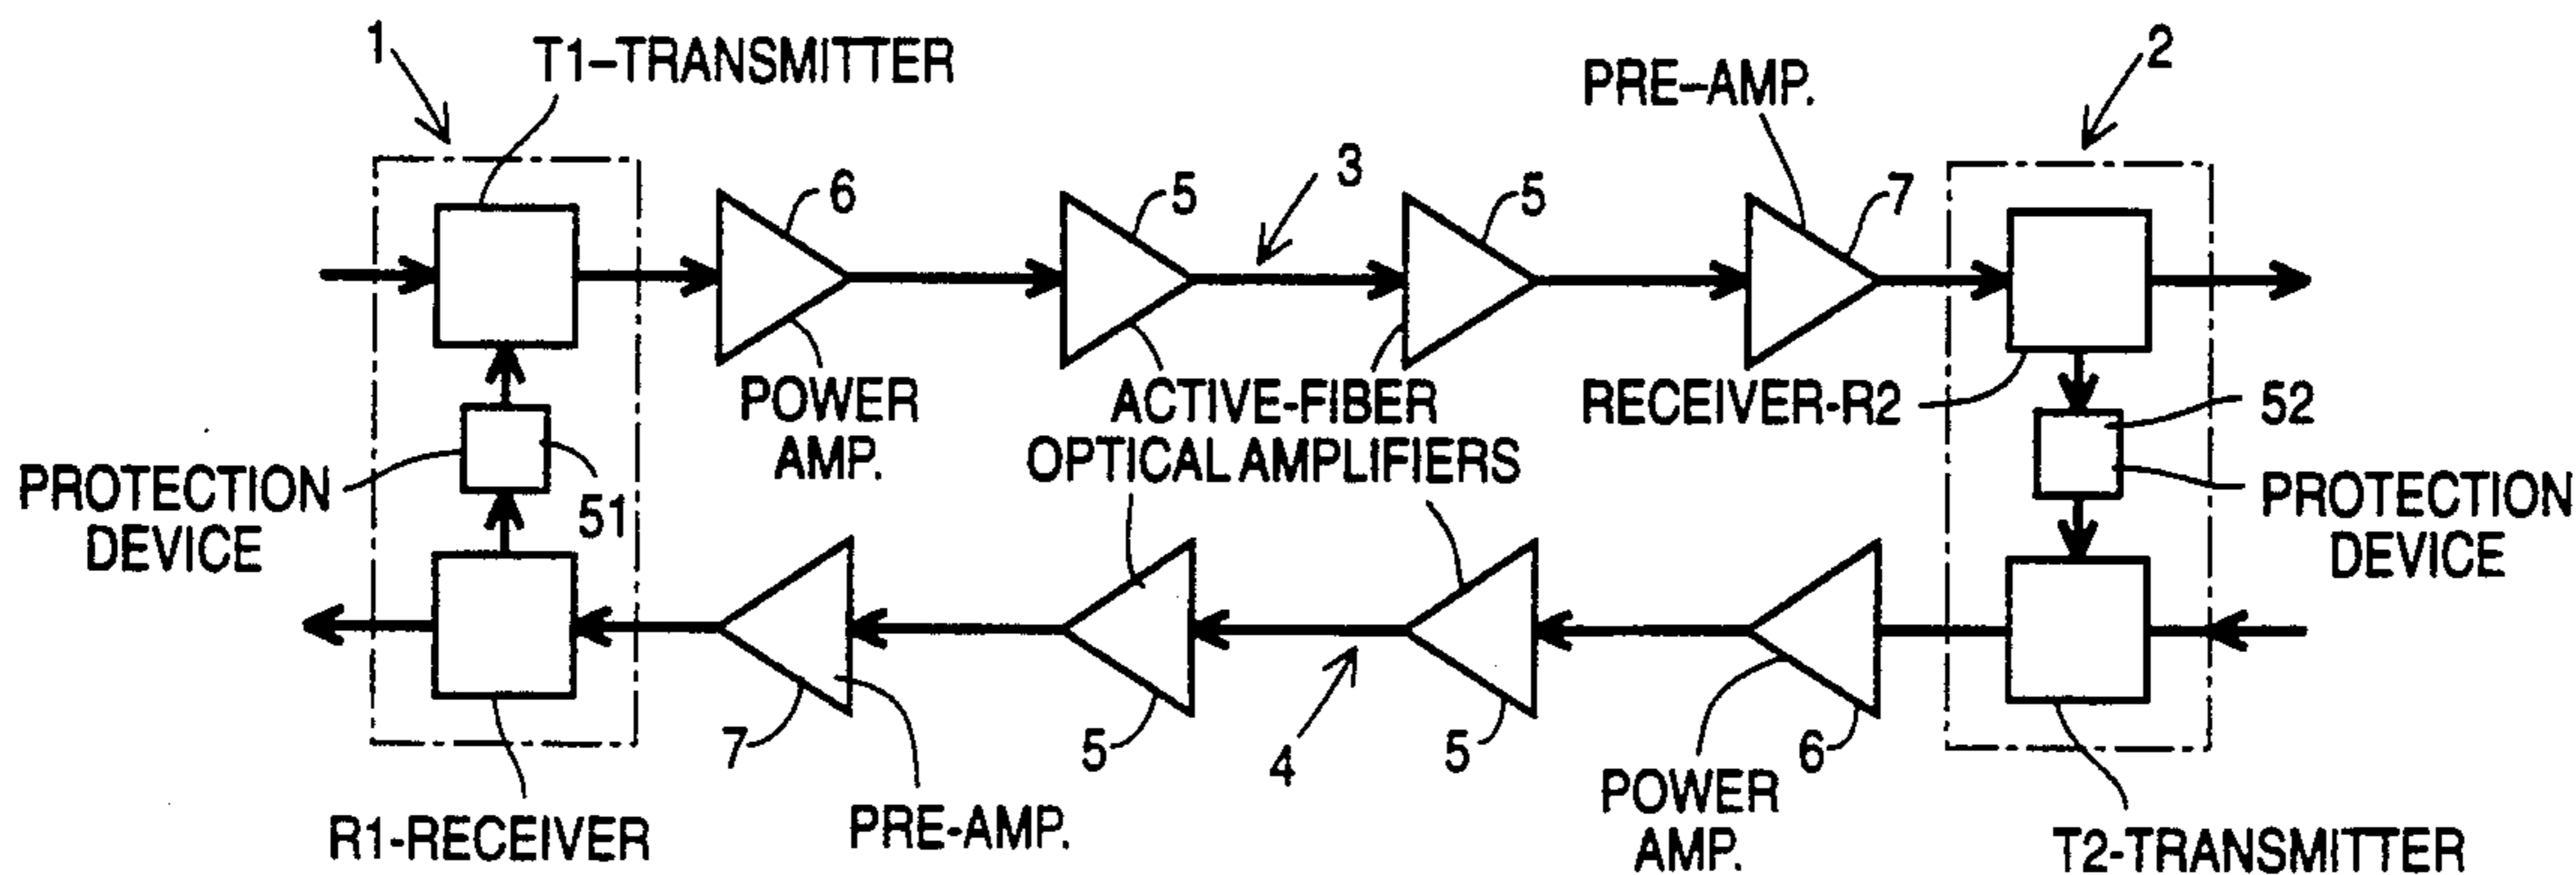 1
T1–TRANSMITTER
2
PRE–AMP.
6
5
3
5
7
POWER
AMP.
ACTIVE-FIBER
OPTICAL AMPLIFIERS
RECEIVER-R2
52
PROTECTION
DEVICE
51
PROTECTION
DEVICE
7
5
4
5
6
R1-RECEIVER
PRE-AMP.
POWER
AMP.
T2-TRANSMITTER